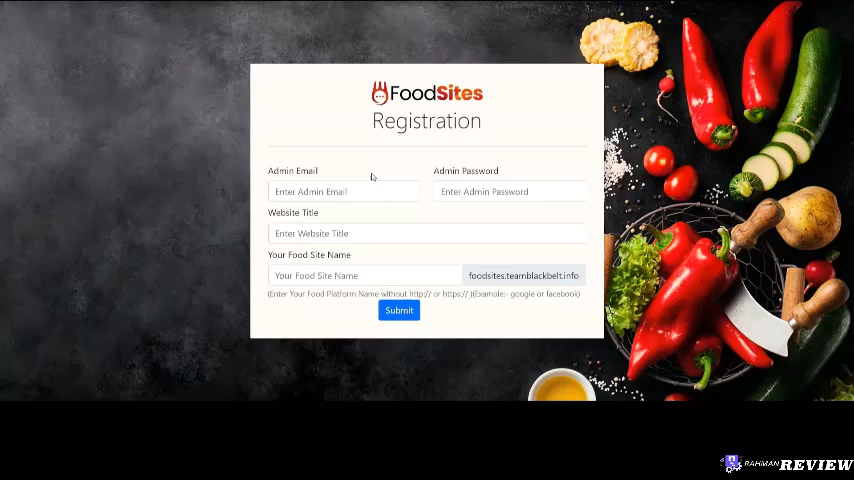 FoodSites
Registration
Admin Email
Admin Password
Enter Admin Email
Enter Admin Password
Website Title
Enter Website Title
Your Food Site Name
Your Food Site Name
foodsites.teamblackbelt.info
(Enter Your Food Platform Name without http:// or https:// )(Example:- google or facebook)
Submit
RAHMAN REVIEW